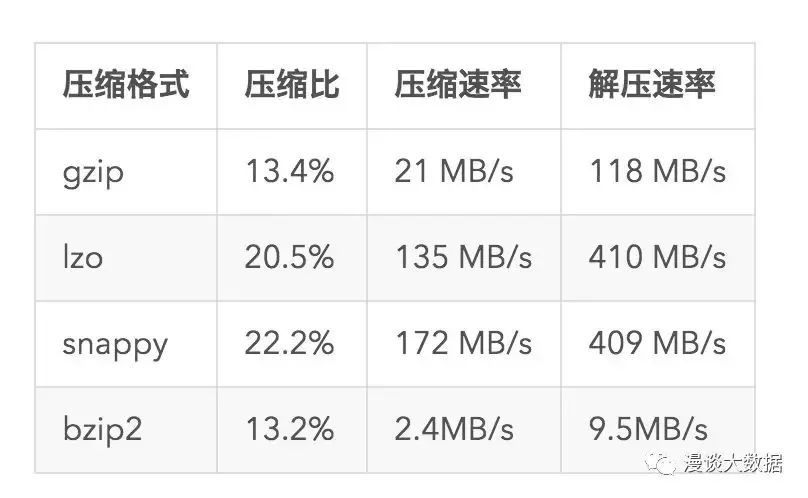 压缩格式 压缩比 压缩速率 解压速率
gzip 13.4% 21 MB/s 118 MB/s
lzo 20.5% 135 MB/s 410 MB/s
snappy 22.2% 172 MB/s 409 MB/s
bzip2 13.2% 2.4MB/s 9.5MB/s
漫谈大数据